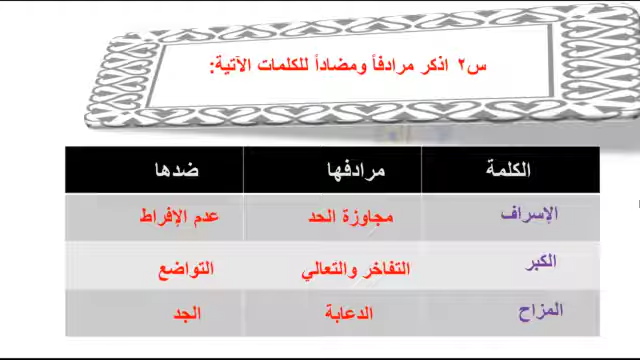 س٢ اذكر مرادفاً ومضاداً للكلمات الآتية:
الكلمة مرادفها ضدها
الإسراف مجاوزة الحد عدم الإفراط
الكبر التفاخر والتعالي التواضع
المزاح الدعابة الجد